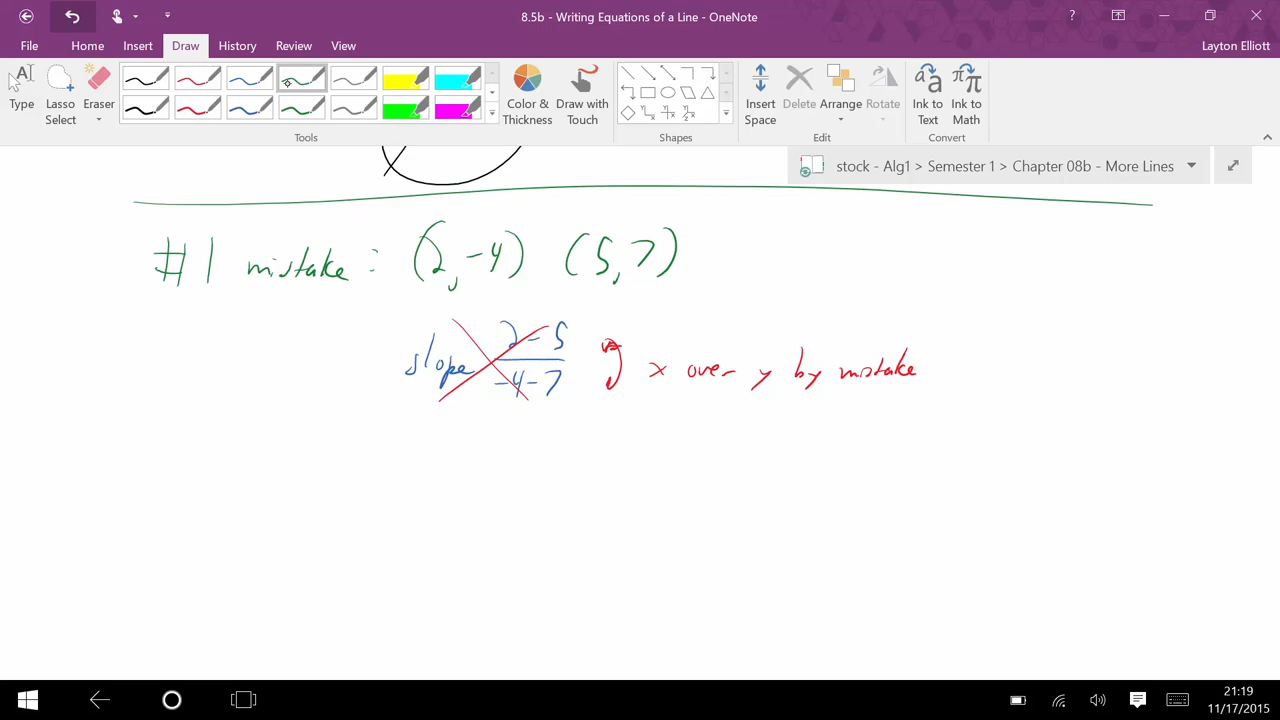 8.5b - Writing Equations of a Line - OneNote
?
File Home Insert Draw History Review View
Layton Elliott
Type
Lasso Select
Eraser
Color & Thickness
Draw with Touch
Insert Space
Delete
Arrange
Rotate
Ink to Text
Ink to Math
Tools
Shapes
Edit
Convert
stock - Alg1 > Semester 1 > Chapter 08b - More Lines
#1 mistake: (2, -4) (5, 7)
slope 2 - 5
-4 - 7
x over y by mistake
21:19
11/17/2015